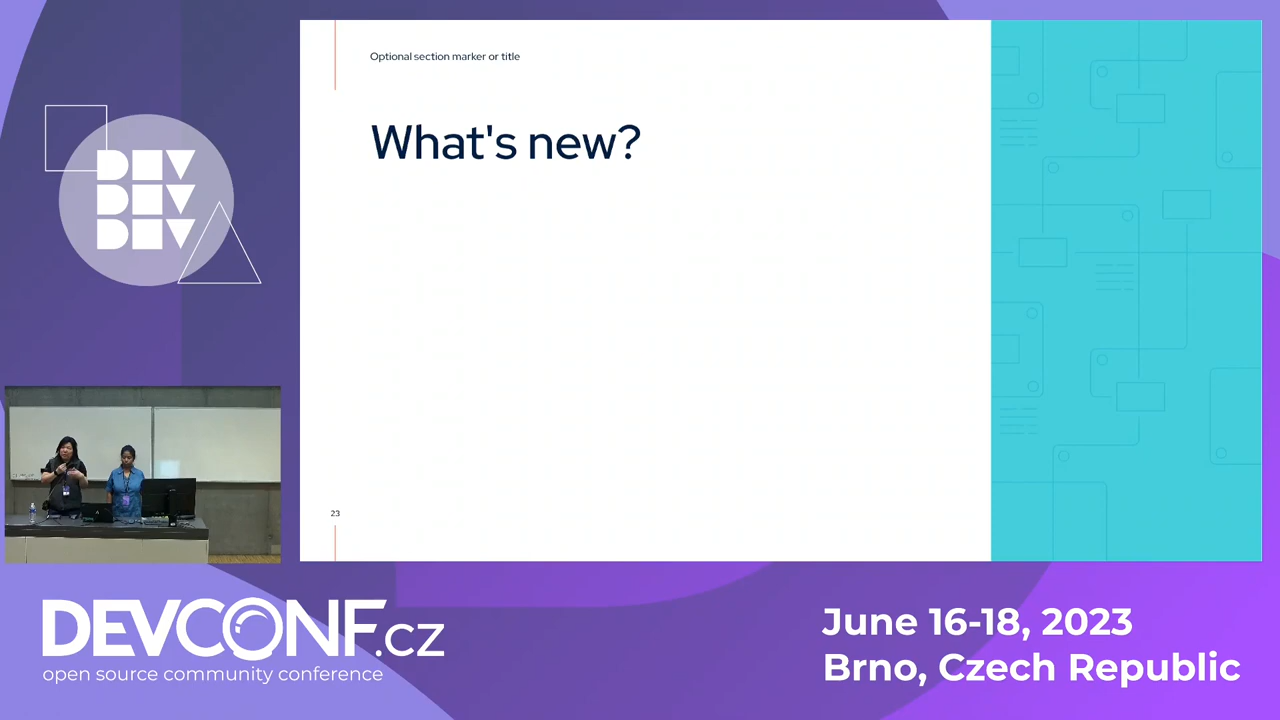 Optional section marker or title
What's new?
23
DEV
DEV
DEV
DEVCONF.cz
open source community conference
June 16-18, 2023
Brno, Czech Republic